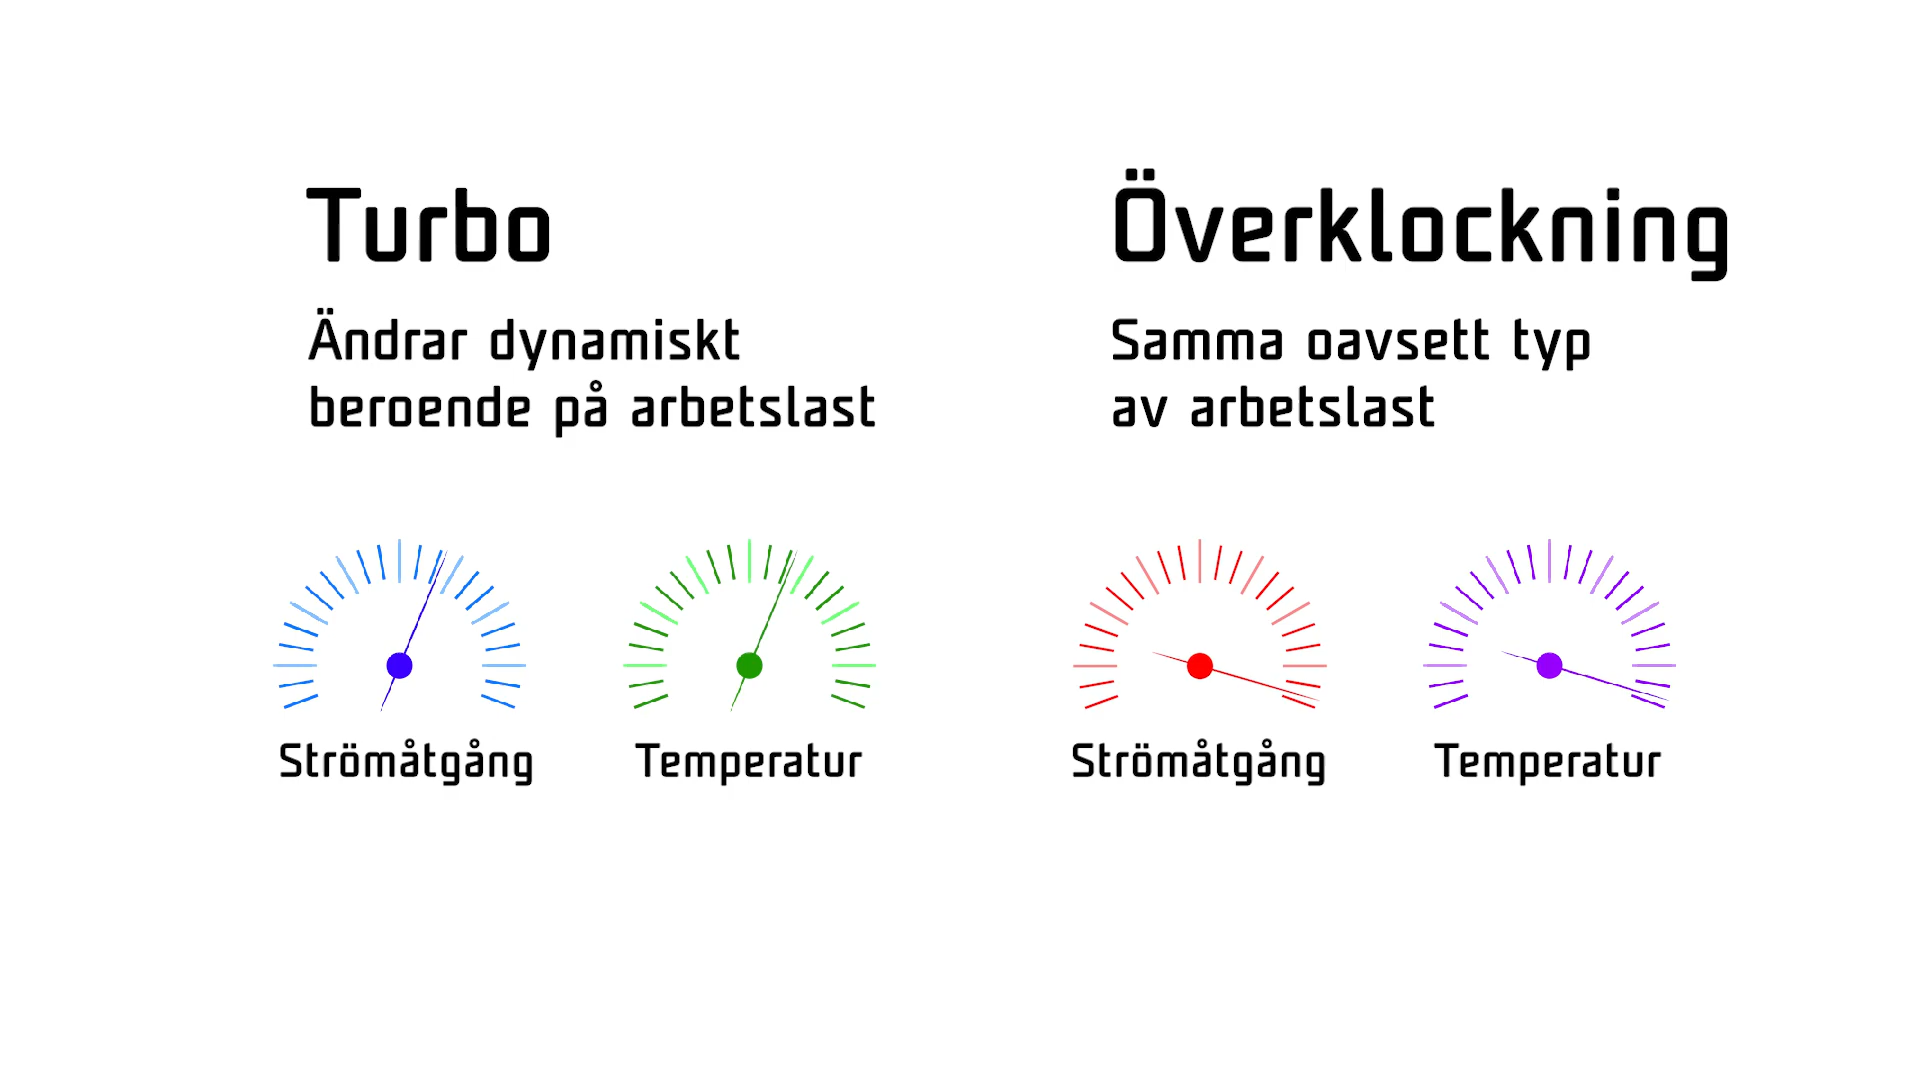 Turbo
Ändrar dynamiskt
beroende på arbetslast
Strömåtgång
Temperatur
Överklockning
Samma oavsett typ
av arbetslast
Strömåtgång
Temperatur